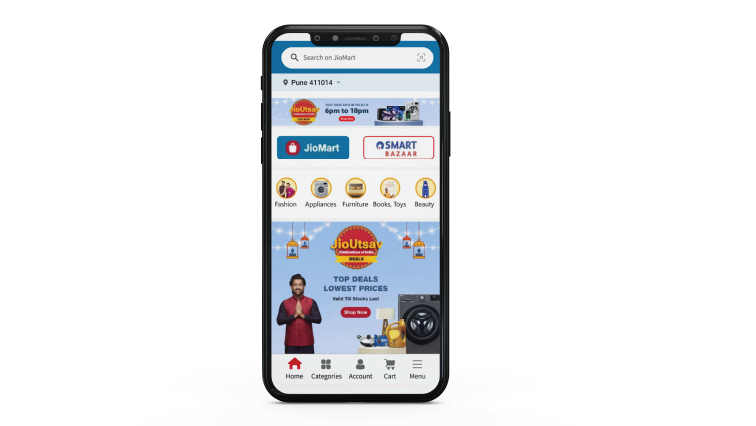 Search on JioMart
Pune 411014
JioUtsav
6pm to 10pm
Shop Now
JioMart
SMART
BAZAAR
Fashion
Appliances
Furniture
Books, Toys
Beauty
JioUtsav
Celebrations of India
DEALS
TOP DEALS
LOWEST PRICES
Valid Till Stocks Last
Shop Now
Home
Categories
Account
Cart
Menu